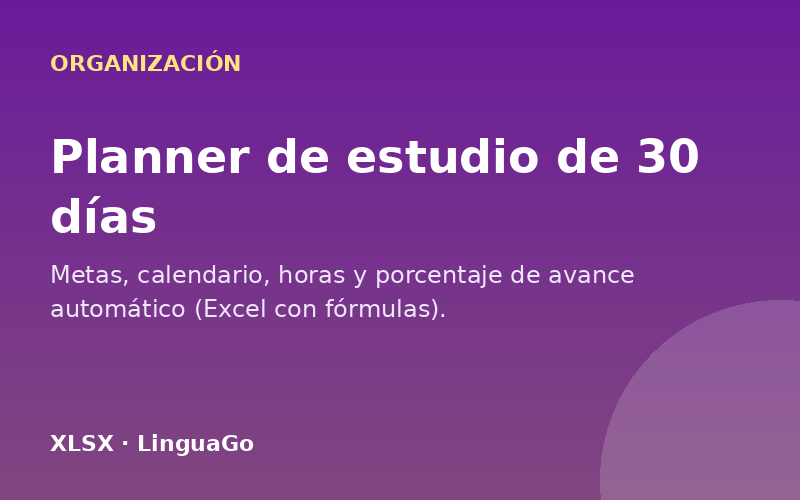 ORGANIZACIÓN
Planner de estudio de 30
días
Metas, calendario, horas y porcentaje de avance
automático (Excel con fórmulas).
XLSX · LinguaGo